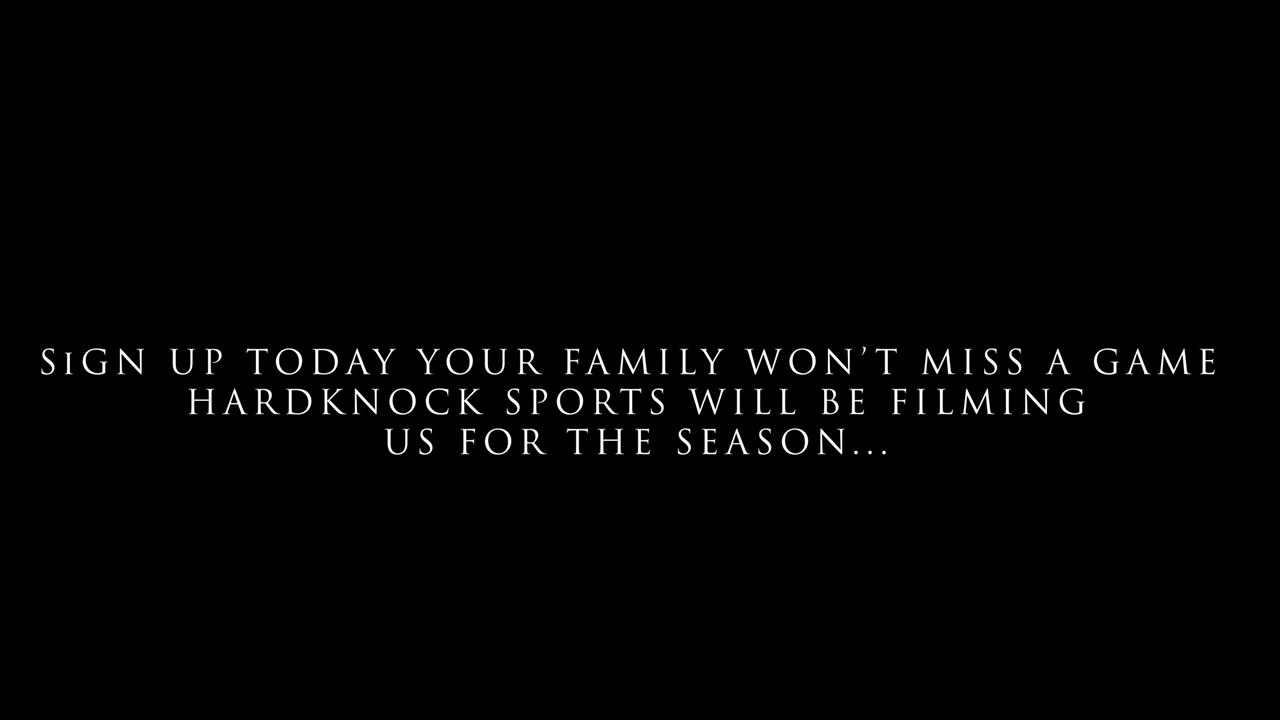 SiGN UP TODAY YOUR FAMILY WON’T MISS A GAME
HARDKNOCK SPORTS WILL BE FILMING
US FOR THE SEASON...